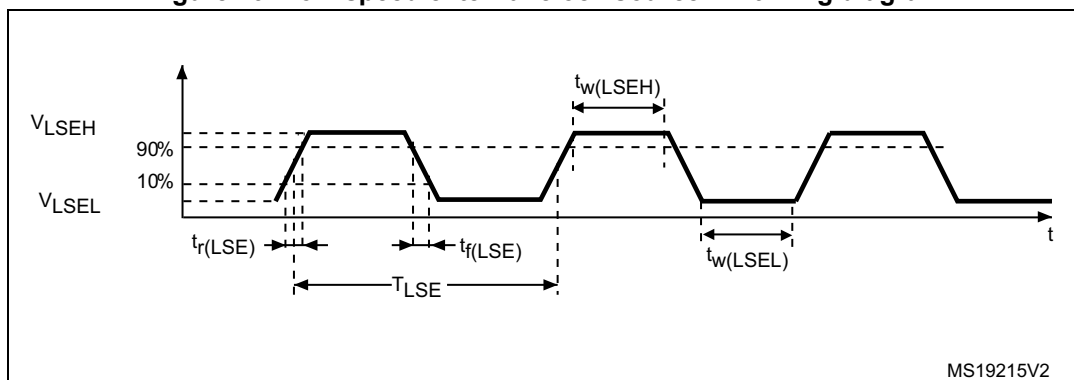 tw(LSEH)
VLSEH
90%
10%
VLSEL
tr(LSE)
tf(LSE)
tw(LSEL)
t
TLSE
MS19215V2